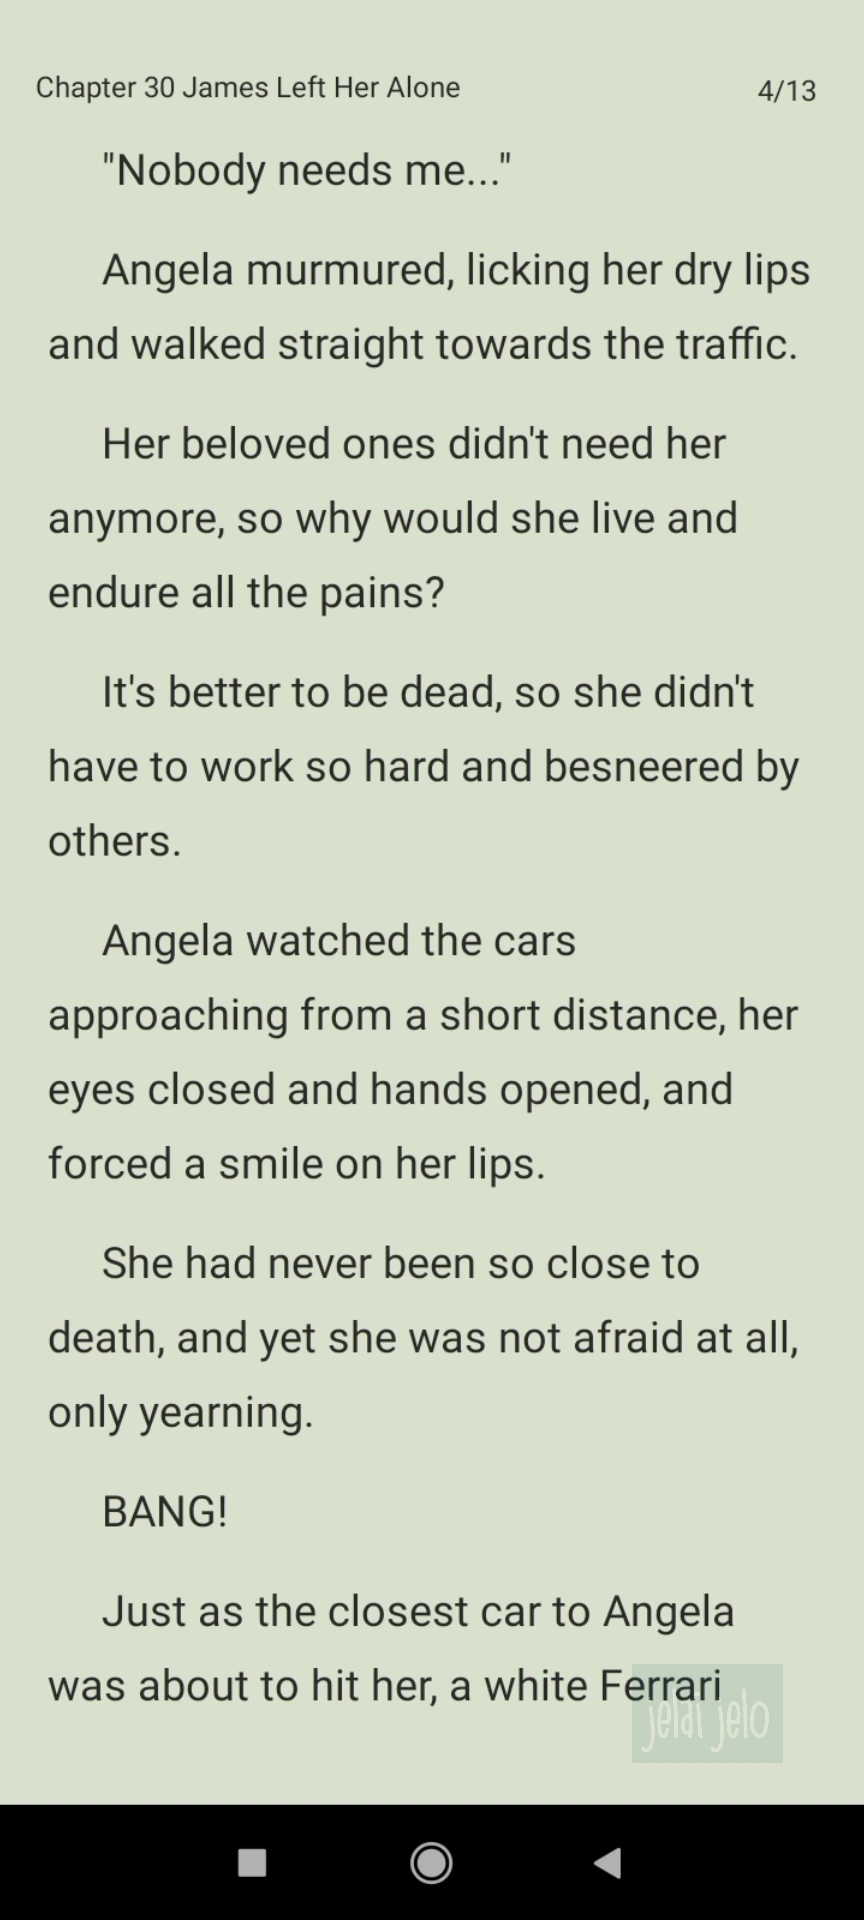 Chapter 30 James Left Her Alone 4/13
"Nobody needs me..."
Angela murmured, licking her dry lips
and walked straight towards the traffic.
Her beloved ones didn't need her
anymore, so why would she live and
endure all the pains?
It's better to be dead, so she didn't
have to work so hard and besneered by
others.
Angela watched the cars
approaching from a short distance, her
eyes closed and hands opened, and
forced a smile on her lips.
She had never been so close to
death, and yet she was not afraid at all,
only yearning.
BANG!
Just as the closest car to Angela
was about to hit her, a white Ferrari
jelai jelo